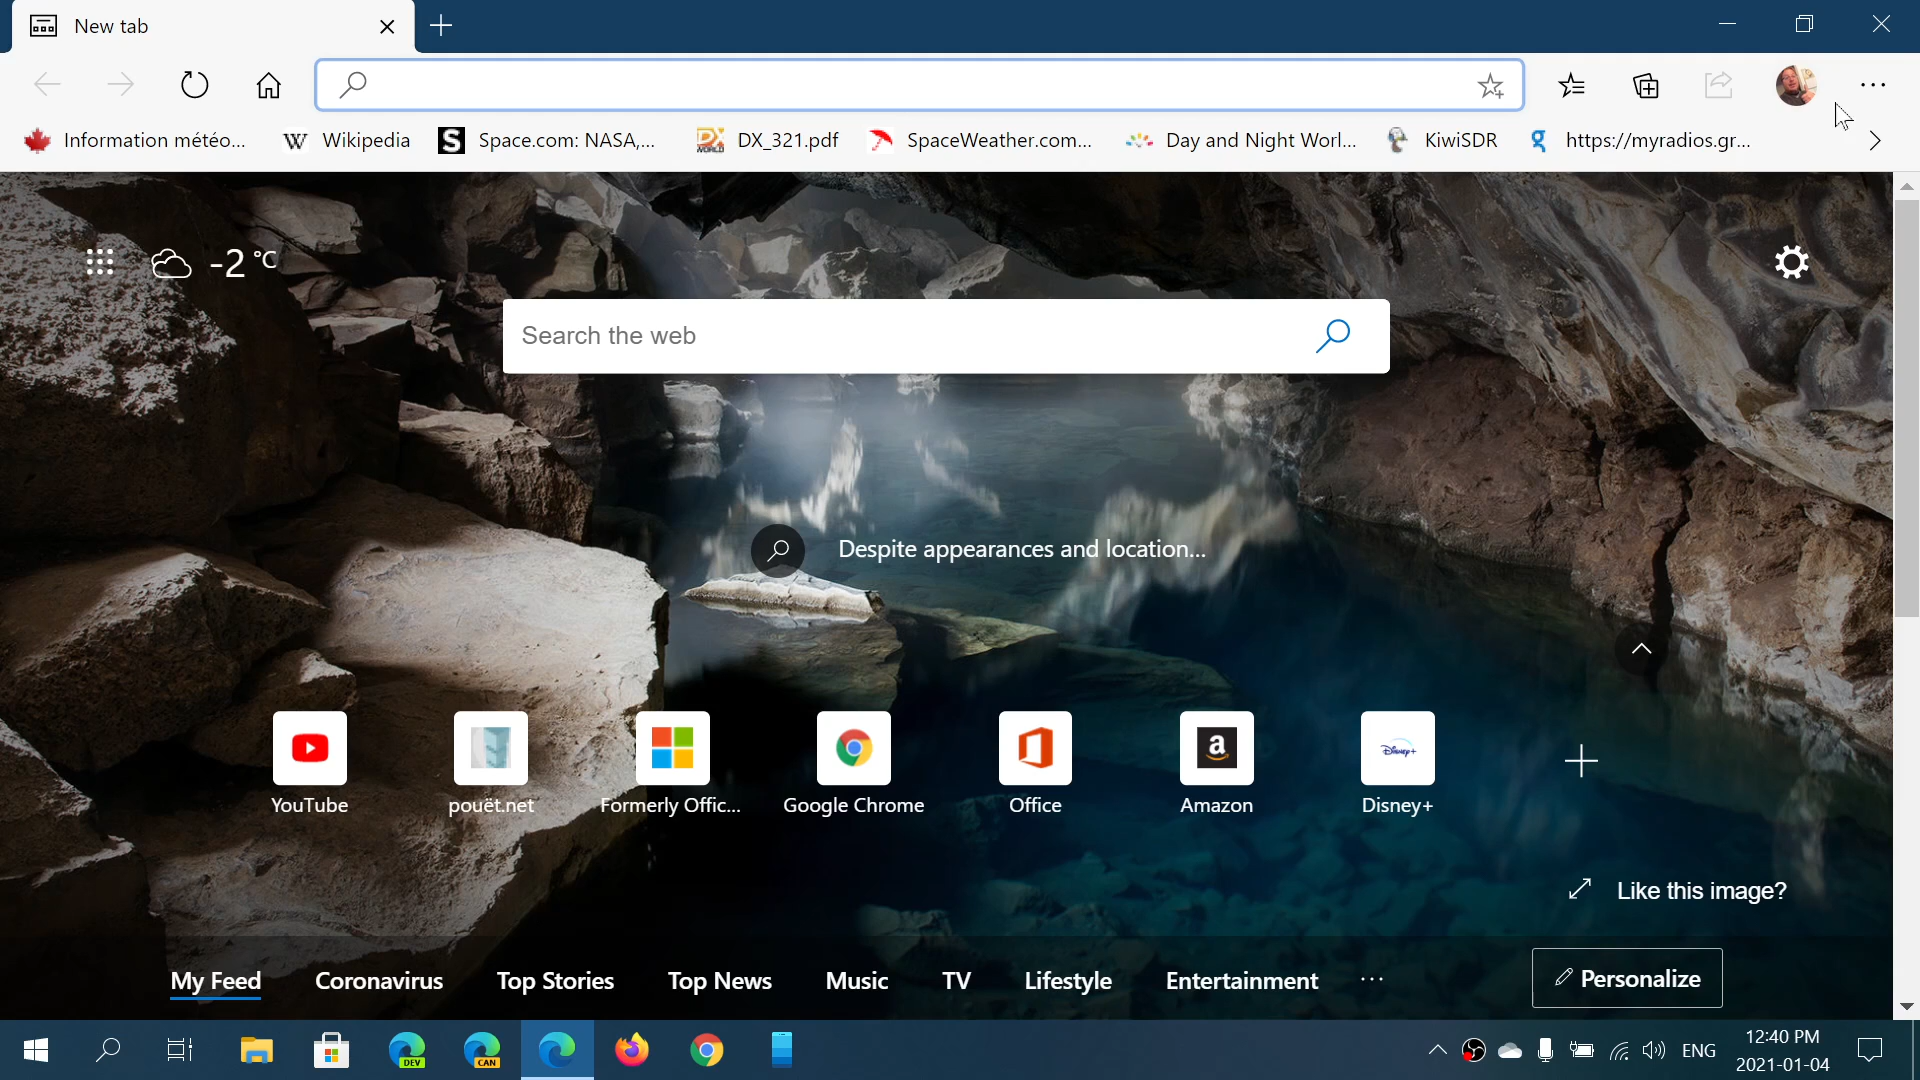 New tab
Information météo...
Wikipedia
Space.com: NASA,...
DX_321.pdf
SpaceWeather.com...
Day and Night Worl...
KiwiSDR
https://myradios.gr...
-2 °C
Search the web
Despite appearances and location...
YouTube
pouët.net
Formerly Offic...
Google Chrome
Office
Amazon
Disney+
Like this image?
My Feed
Coronavirus
Top Stories
Top News
Music
TV
Lifestyle
Entertainment
...
Personalize
DEV
CAN
ENG
12:40 PM
2021-01-04